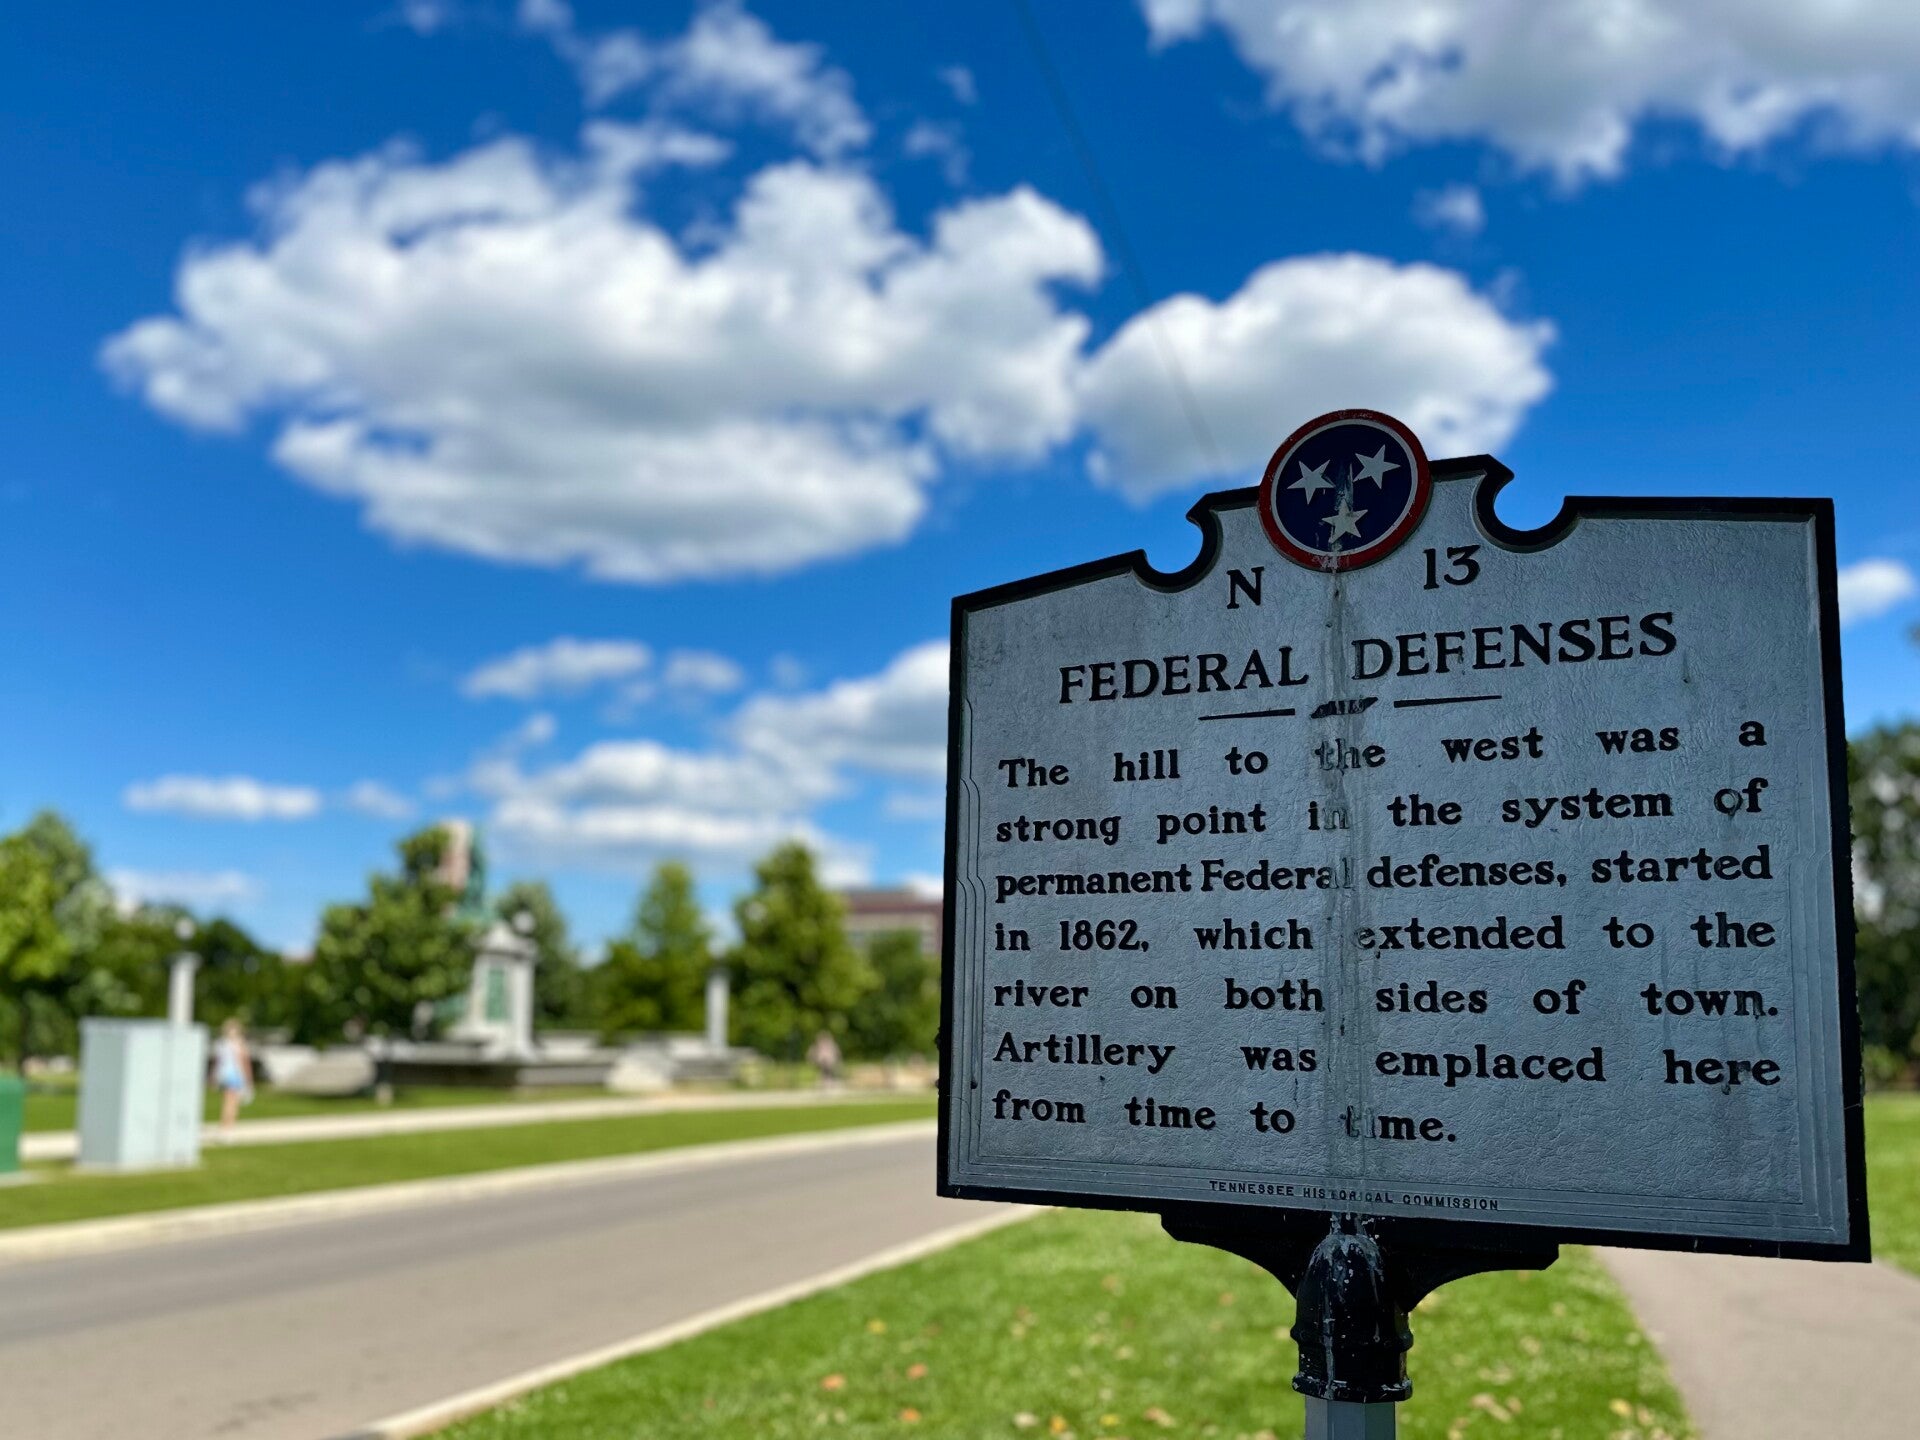 N 13
FEDERAL DEFENSES
The hill to the west was a
strong point in the system of
permanent Federal defenses, started
in 1862, which extended to the
river on both sides of town.
Artillery was emplaced here
from time to time.
TENNESSEE HISTORICAL COMMISSION